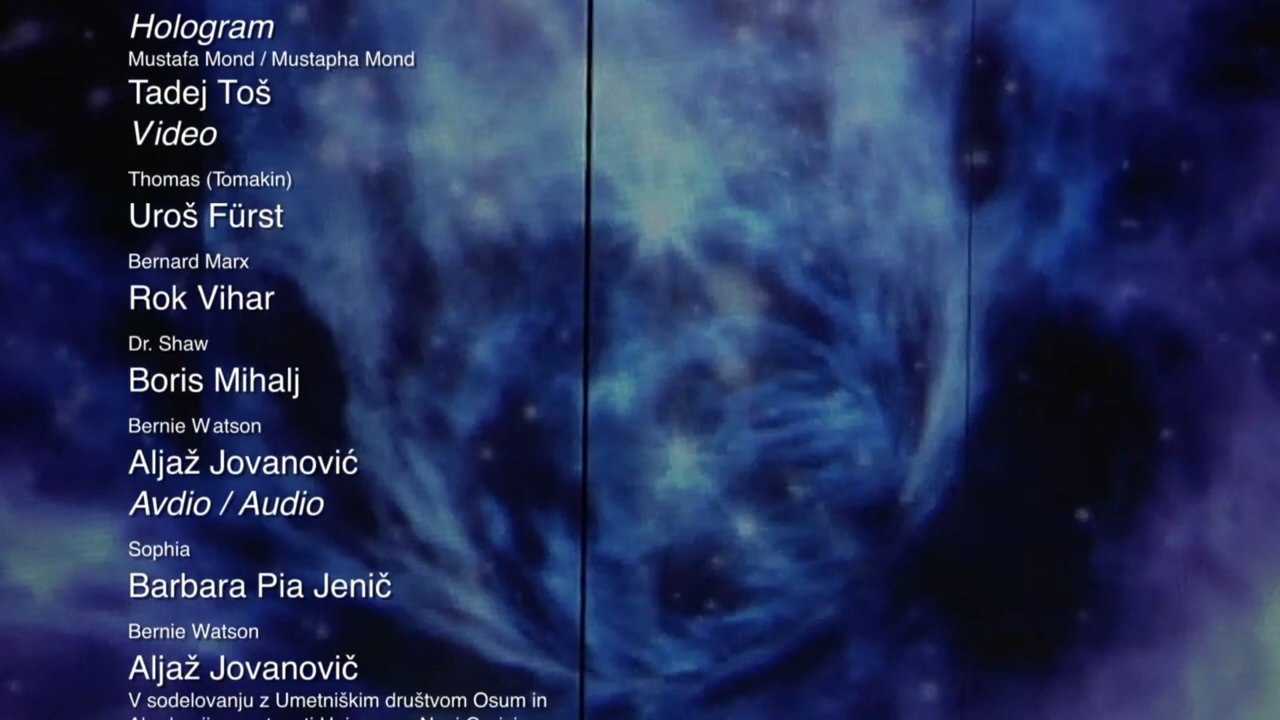 Hologram
Mustafa Mond / Mustapha Mond
Tadej Toš
Video
Thomas (Tomakin)
Uroš Fürst
Bernard Marx
Rok Vihar
Dr. Shaw
Boris Mihalj
Bernie Watson
Aljaž Jovanović
Avdio / Audio
Sophia
Barbara Pia Jenič
Bernie Watson
Aljaž Jovanovič
V sodelovanju z Umetniškim društvom Osum in